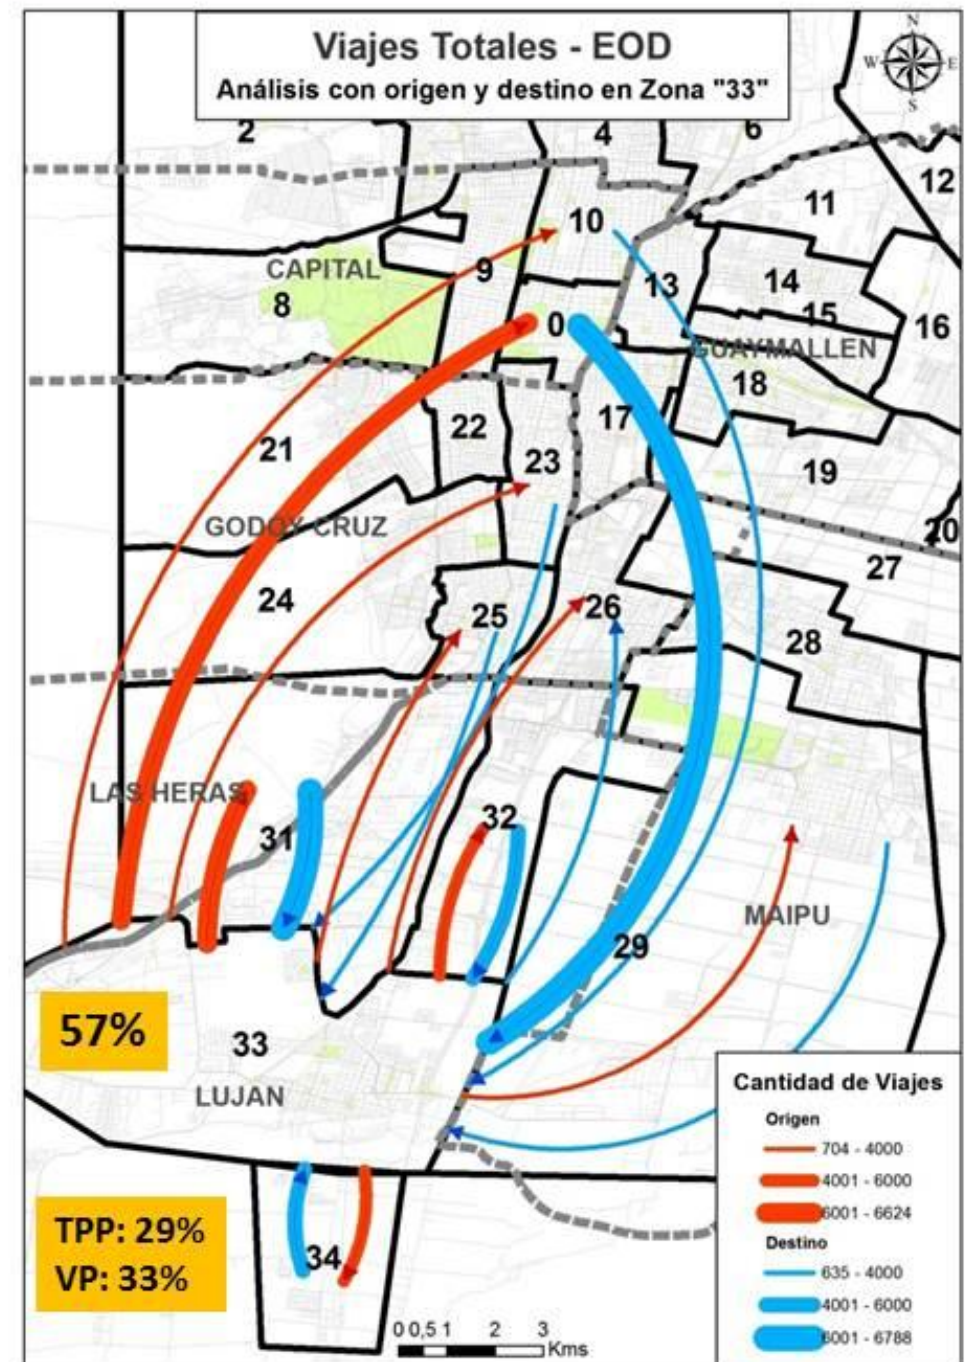 Viajes Totales - EOD
Análisis con origen y destino en Zona "33"
N
W E
S
2
4
6
12
11
10
CAPITAL
9
13
14
8
15
16
0
GUAYMALLEN
18
22
17
21
23
19
GODOY CRUZ
20
27
24
25
26
28
LAS HERAS
31
32
MAIPU
29
57%
33
LUJAN
TPP: 29%
VP: 33%
34
0 0,5 1 2 3
Kms
Cantidad de Viajes
Origen
704 - 4000
4001 - 6000
6001 - 6624
Destino
635 - 4000
4001 - 6000
6001 - 6788